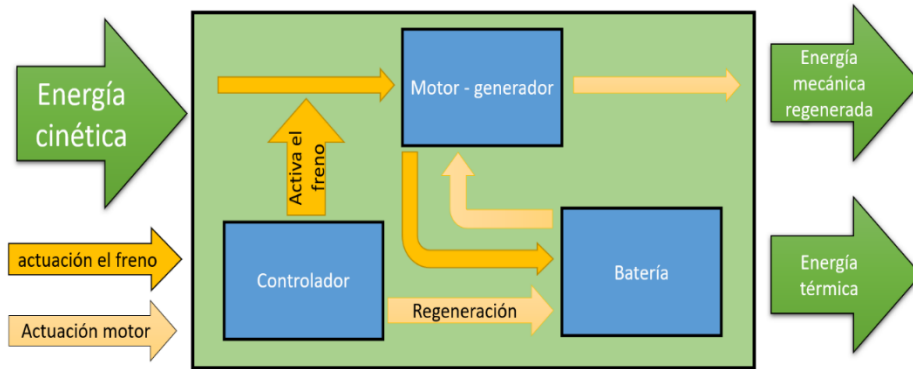 Energía
cinética
Motor - generador
Energía
mecánica
regenerada
Activa el
freno
actuación el freno
Actuación motor
Controlador
Regeneración
Batería
Energía
térmica